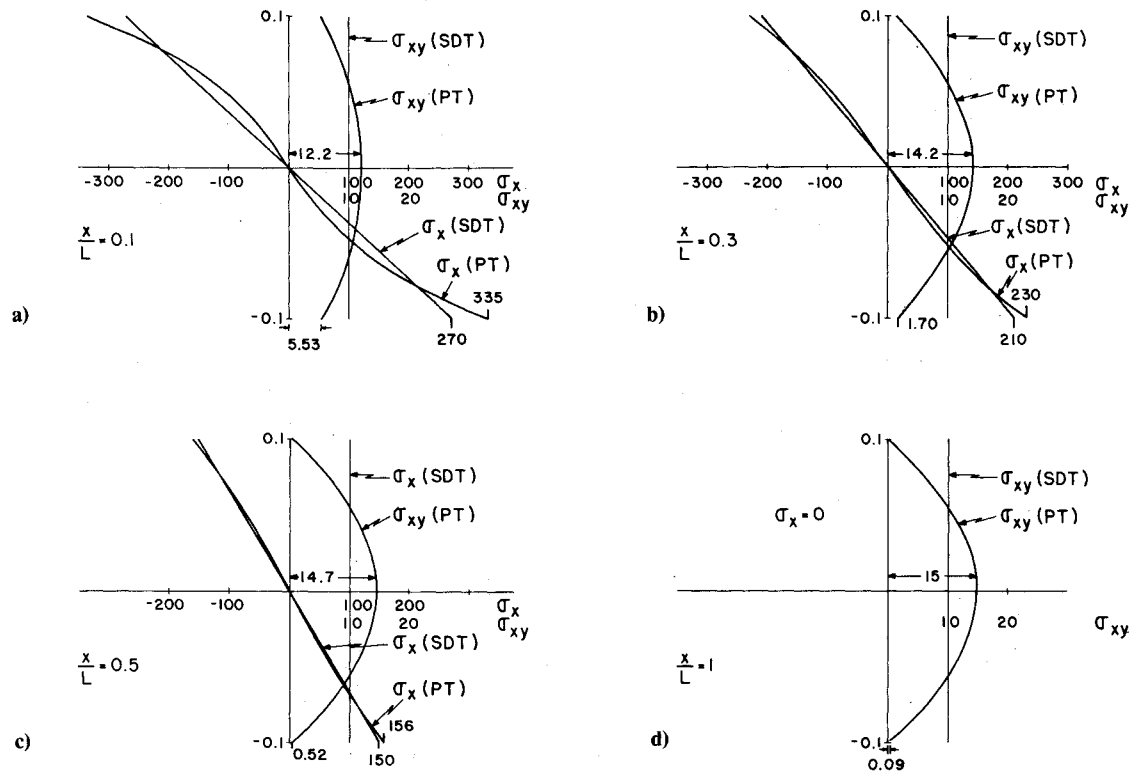 0.1
σxy (SDT)
σxy (PT)
12.2
-300 -200 -100 100 200 300 σx
10 20 σxy
x/L = 0.1
σx (SDT)
σx (PT)
335
a)
-0.1
5.53
270
0.1
σxy (SDT)
σxy (PT)
14.2
-300 -200 -100 100 200 300 σx
10 20 σxy
x/L = 0.3
σx (SDT)
σx (PT)
230
b)
-0.1
1.70
210
0.1
σx (SDT)
σxy (PT)
14.7
-200 -100 100 200 σx
10 20 σxy
σx (SDT)
x/L = 0.5
σx (PT)
156
c)
-0.1
0.52
150
0.1
σxy (SDT)
σx = 0
σxy (PT)
15
10 20 σxy
x/L = 1
d)
-0.1
0.09